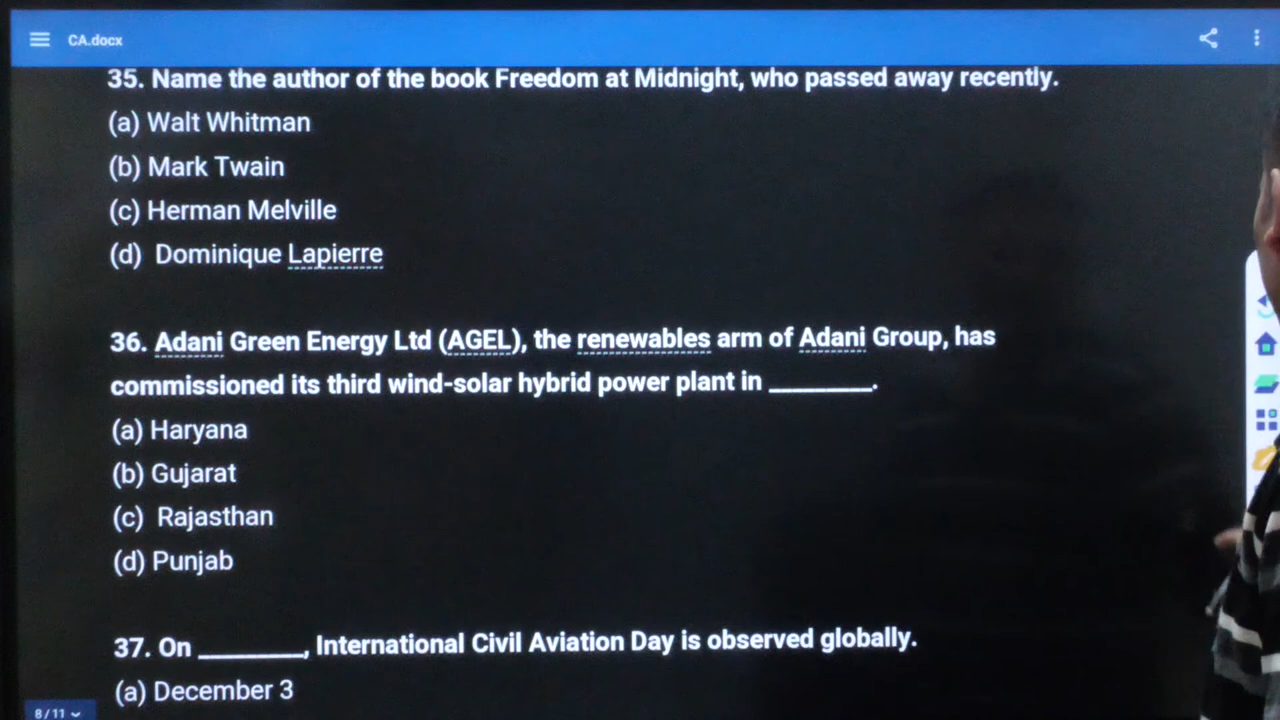 CA.docx
35. Name the author of the book Freedom at Midnight, who passed away recently.
(a) Walt Whitman
(b) Mark Twain
(c) Herman Melville
(d) Dominique Lapierre
36. Adani Green Energy Ltd (AGEL), the renewables arm of Adani Group, has
commissioned its third wind-solar hybrid power plant in ________.
(a) Haryana
(b) Gujarat
(c) Rajasthan
(d) Punjab
37. On ________, International Civil Aviation Day is observed globally.
(a) December 3
8/11